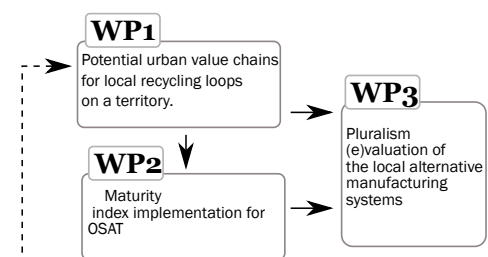 WP1
Potential urban value chains
for local recycling loops
on a territory.
WP2
Maturity
index implementation for
OSAT
WP3
Pluralism
(e)valuation of
the local alternative
manufacturing
systems